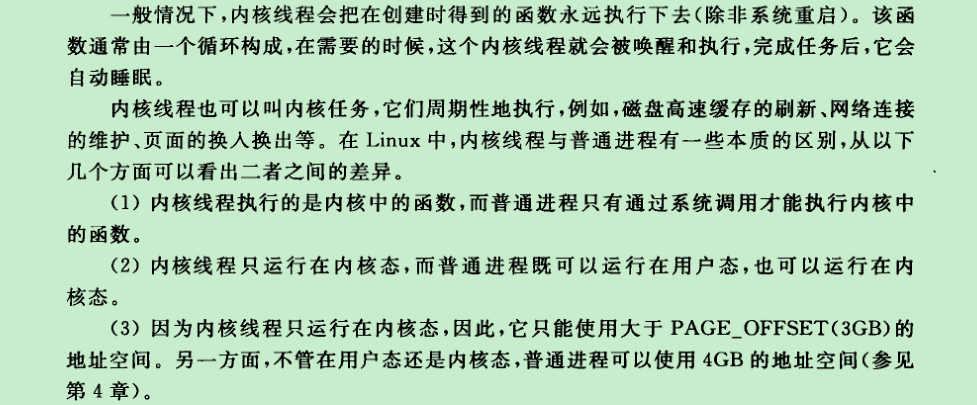 一般情况下,内核线程会把在创建时得到的函数永远执行下去(除非系统重启)。该函
数通常由一个循环构成,在需要的时候,这个内核线程就会被唤醒和执行,完成任务后,它会
自动睡眠。
内核线程也可以叫内核任务,它们周期性地执行,例如,磁盘高速缓存的刷新、网络连接
的维护、页面的换入换出等。在 Linux 中,内核线程与普通进程有一些本质的区别,从以下
几个方面可以看出二者之间的差异。
(1) 内核线程执行的是内核中的函数,而普通进程只有通过系统调用才能执行内核中
的函数。
(2) 内核线程只运行在内核态,而普通进程既可以运行在用户态,也可以运行在内
核态。
(3) 因为内核线程只运行在内核态,因此,它只能使用大于 PAGE_OFFSET(3GB)的
地址空间。另一方面,不管在用户态还是内核态,普通进程可以使用 4GB 的地址空间(参见
第 4 章)。